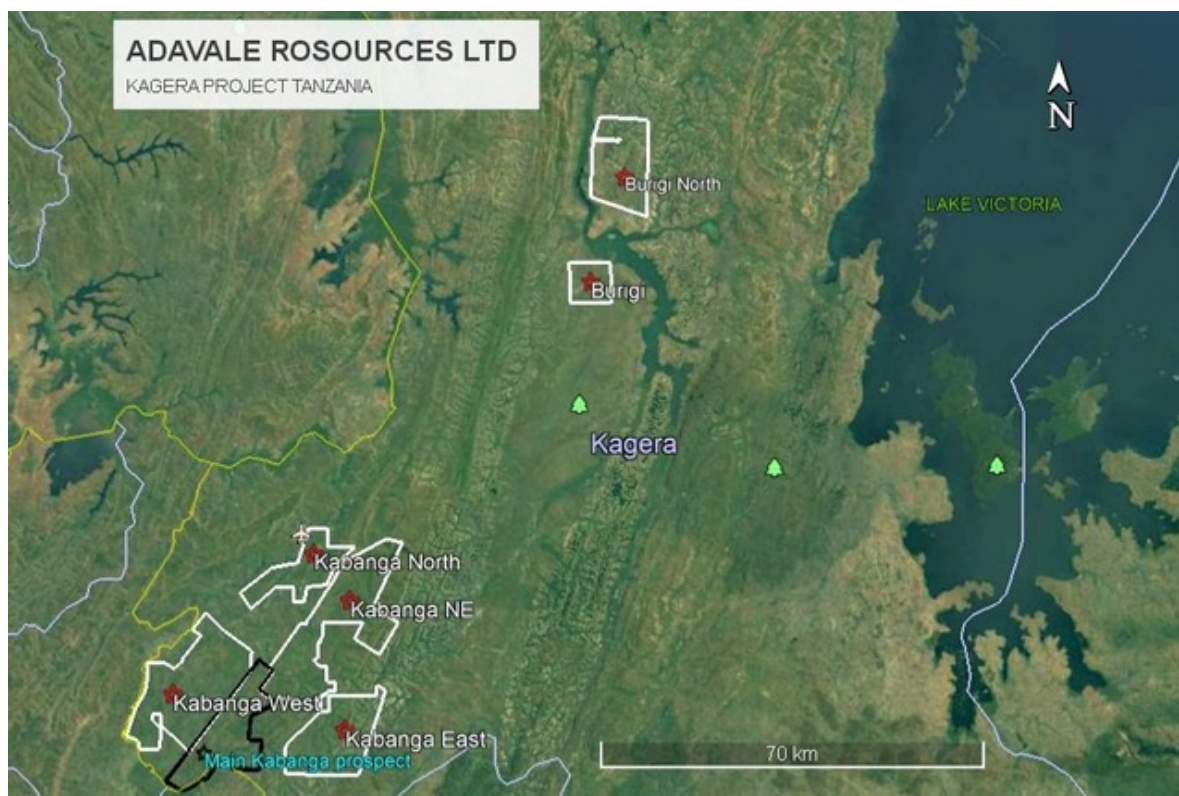 ADAVALE ROSOURCES LTD
KAGERA PROJECT TANZANIA
N
Burigi North
LAKE VICTORIA
Burigi
Kagera
Kabanga North
Kabanga NE
Kabanga West
Kabanga East
Main Kabanga prospect
70 km